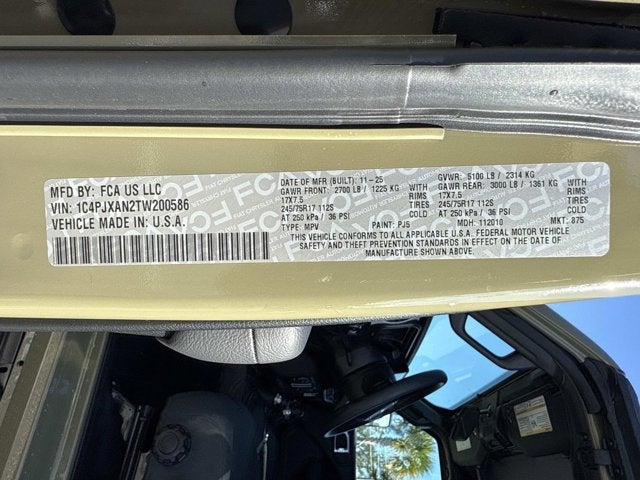 MFD BY: FCA US LLC
VIN: 1C4PJXAN2TW200586
VEHICLE MADE IN: U.S.A.
DATE OF MFR (BUILT): 11-25 GVWR: 5100 LB / 2314 KG
GAWR FRONT: 2700 LB / 1225 KG WITH GAWR REAR: 3000 LB / 1361 KG WITH
17X7.5 RIMS 17X7.5 RIMS
245/75R17 112S TIRES 245/75R17 112S TIRES
AT 250 kPa / 36 PSI AT 250 kPa / 36 PSI
TYPE: MPV PAINT: PJ5 MDH: 112010 MKT: 875
THIS VEHICLE CONFORMS TO ALL APPLICABLE U.S.A. FEDERAL MOTOR VEHICLE
SAFETY AND THEFT PREVENTION STANDARDS IN EFFECT ON THE DATE OF
MANUFACTURE SHOWN ABOVE.